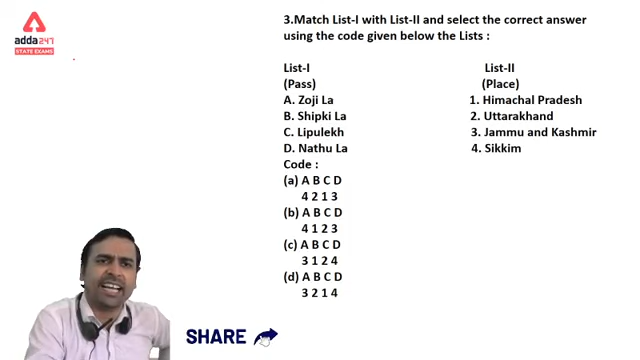 adda247
STATE EXAMS
3.Match List-I with List-II and select the correct answer
using the code given below the Lists :
List-I List-II
(Pass) (Place)
A. Zoji La 1. Himachal Pradesh
B. Shipki La 2. Uttarakhand
C. Lipulekh 3. Jammu and Kashmir
D. Nathu La 4. Sikkim
Code :
(a) A B C D
4 2 1 3
(b) A B C D
4 1 2 3
(c) A B C D
3 1 2 4
(d) A B C D
3 2 1 4
SHARE